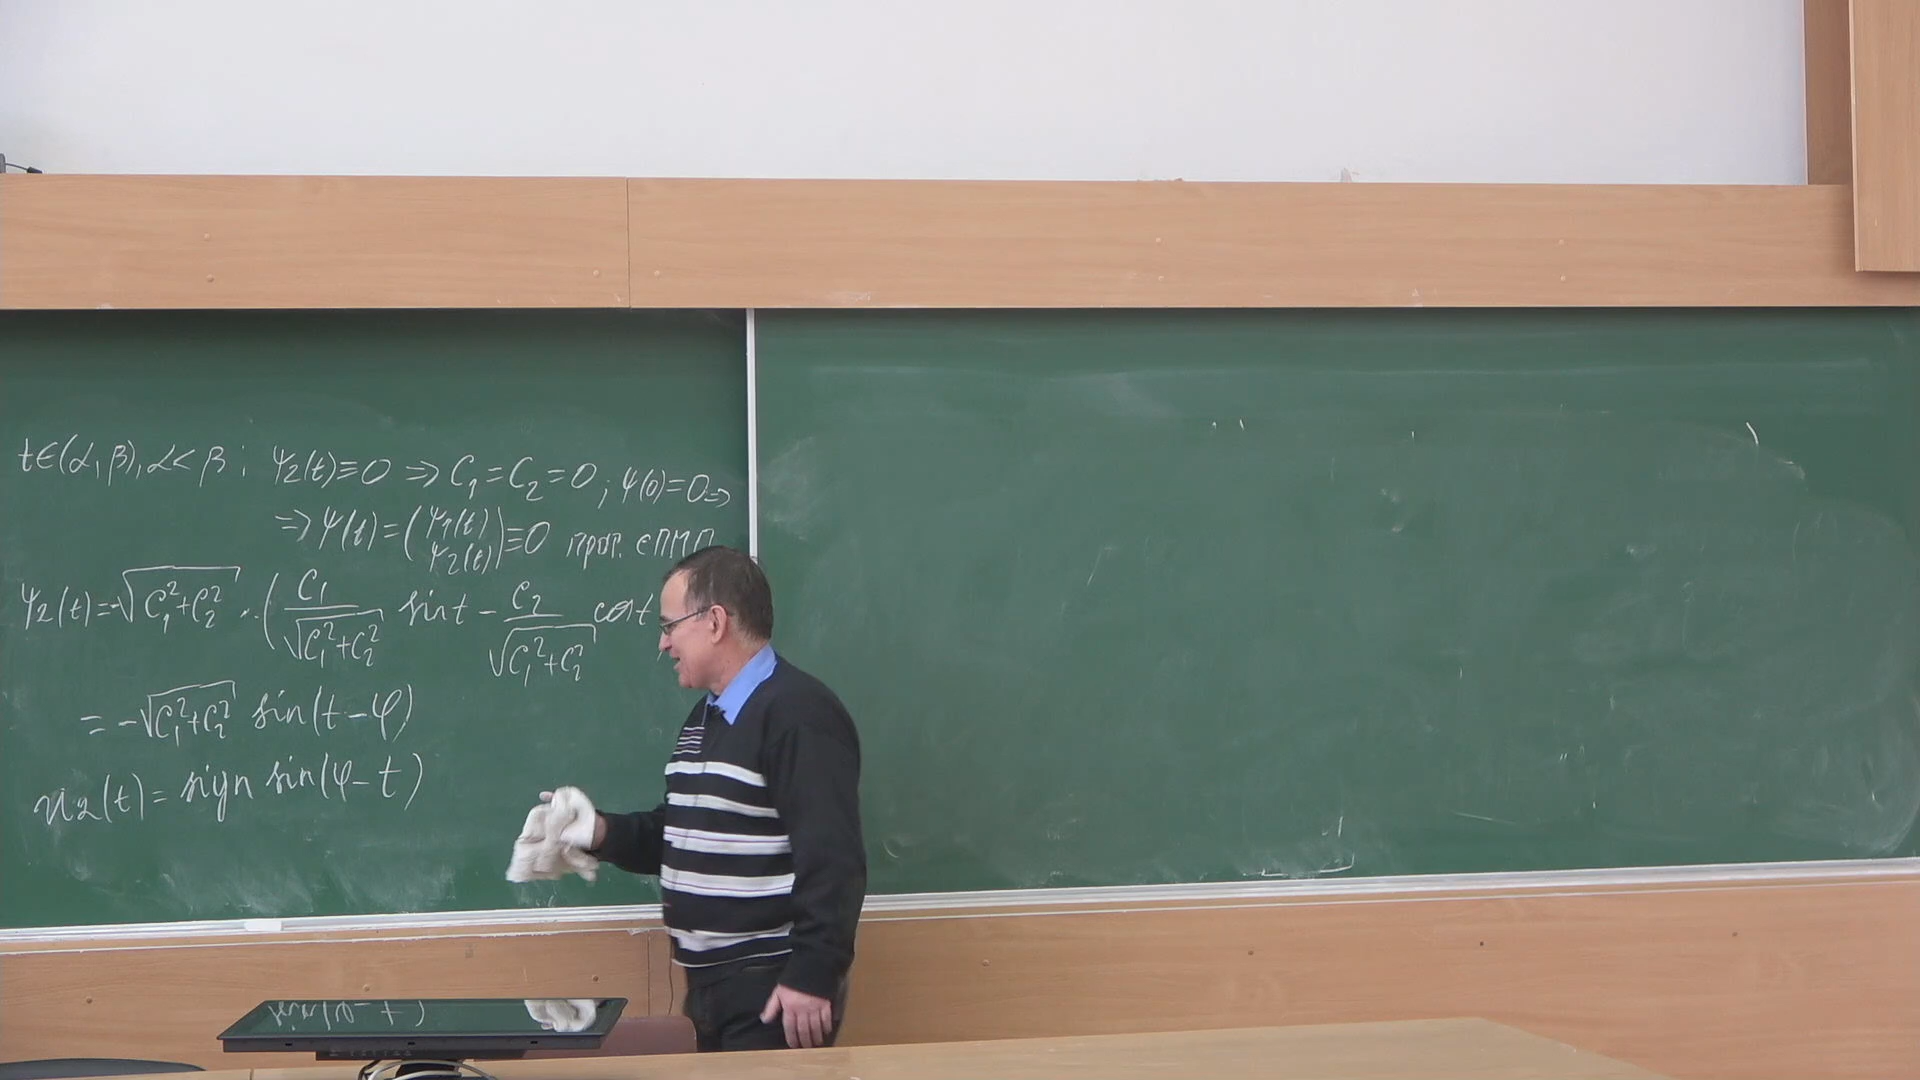 t∈(α,β), α<β; ψ₂(t)≡0 ⇒ C₁=C₂=0; ψ(0)=0⇒
⇒ψ(t)=(ψ₁(t) ψ₂(t))≡0 прот. с ПМП
ψ₂(t)=-√(C₁²+C₂²)·(C₁/√(C₁²+C₂²) sin t - C₂/√(C₁²+C₂²) cos t
= -√(C₁²+C₂²) sin(t-φ)
u₂(t)= sign sin(φ-t)